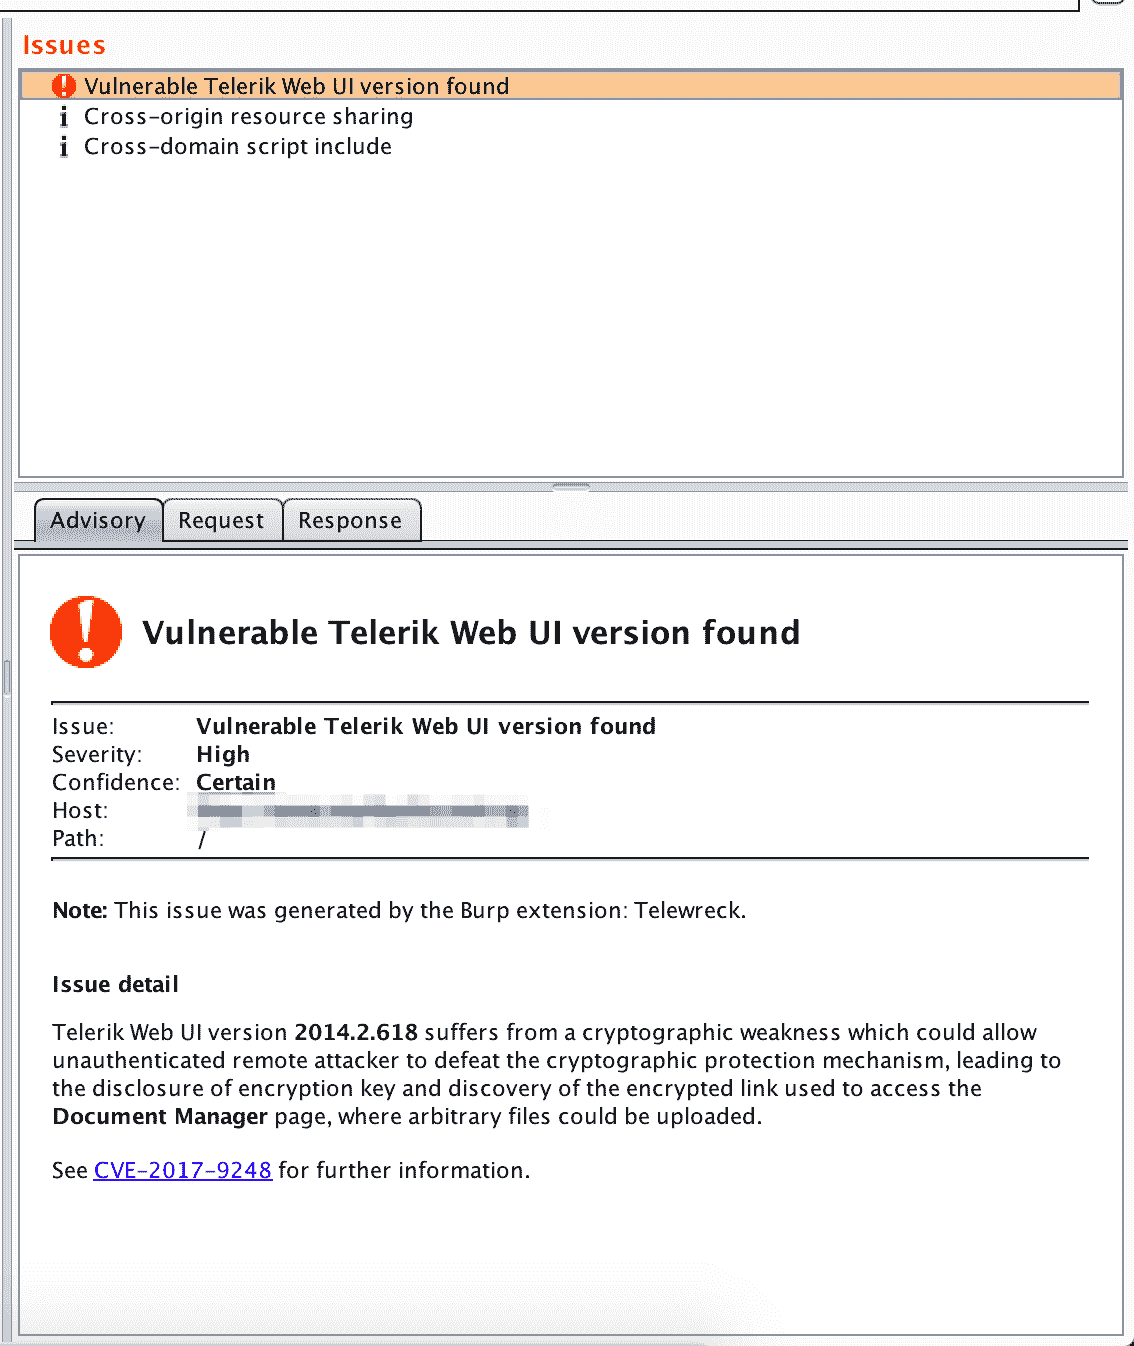 Issues
Vulnerable Telerik Web UI version found
Cross-origin resource sharing
Cross-domain script include
Advisory Request Response
Vulnerable Telerik Web UI version found
Issue: Vulnerable Telerik Web UI version found
Severity: High
Confidence: Certain
Host:
Path: /
Note: This issue was generated by the Burp extension: Telewreck.
Issue detail
Telerik Web UI version 2014.2.618 suffers from a cryptographic weakness which could allow
unauthenticated remote attacker to defeat the cryptographic protection mechanism, leading to
the disclosure of encryption key and discovery of the encrypted link used to access the
Document Manager page, where arbitrary files could be uploaded.
See CVE-2017-9248 for further information.